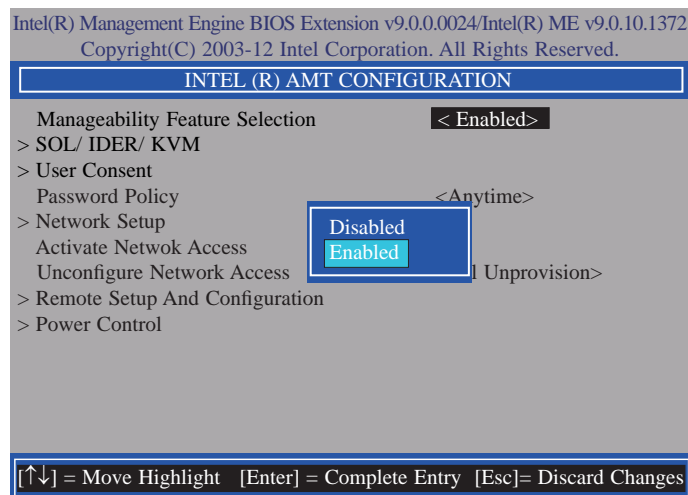 Intel(R) Management Engine BIOS Extension v9.0.0.0024/Intel(R) ME v9.0.10.1372
Copyright(C) 2003-12 Intel Corporation. All Rights Reserved.
INTEL (R) AMT CONFIGURATION
Manageability Feature Selection < Enabled>
> SOL/ IDER/ KVM
> User Consent
Password Policy <Anytime>
> Network Setup
Disabled
Activate Netwok Access
Enabled
Unconfigure Network Access l Unprovision>
> Remote Setup And Configuration
> Power Control
[↑↓] = Move Highlight [Enter] = Complete Entry [Esc]= Discard Changes